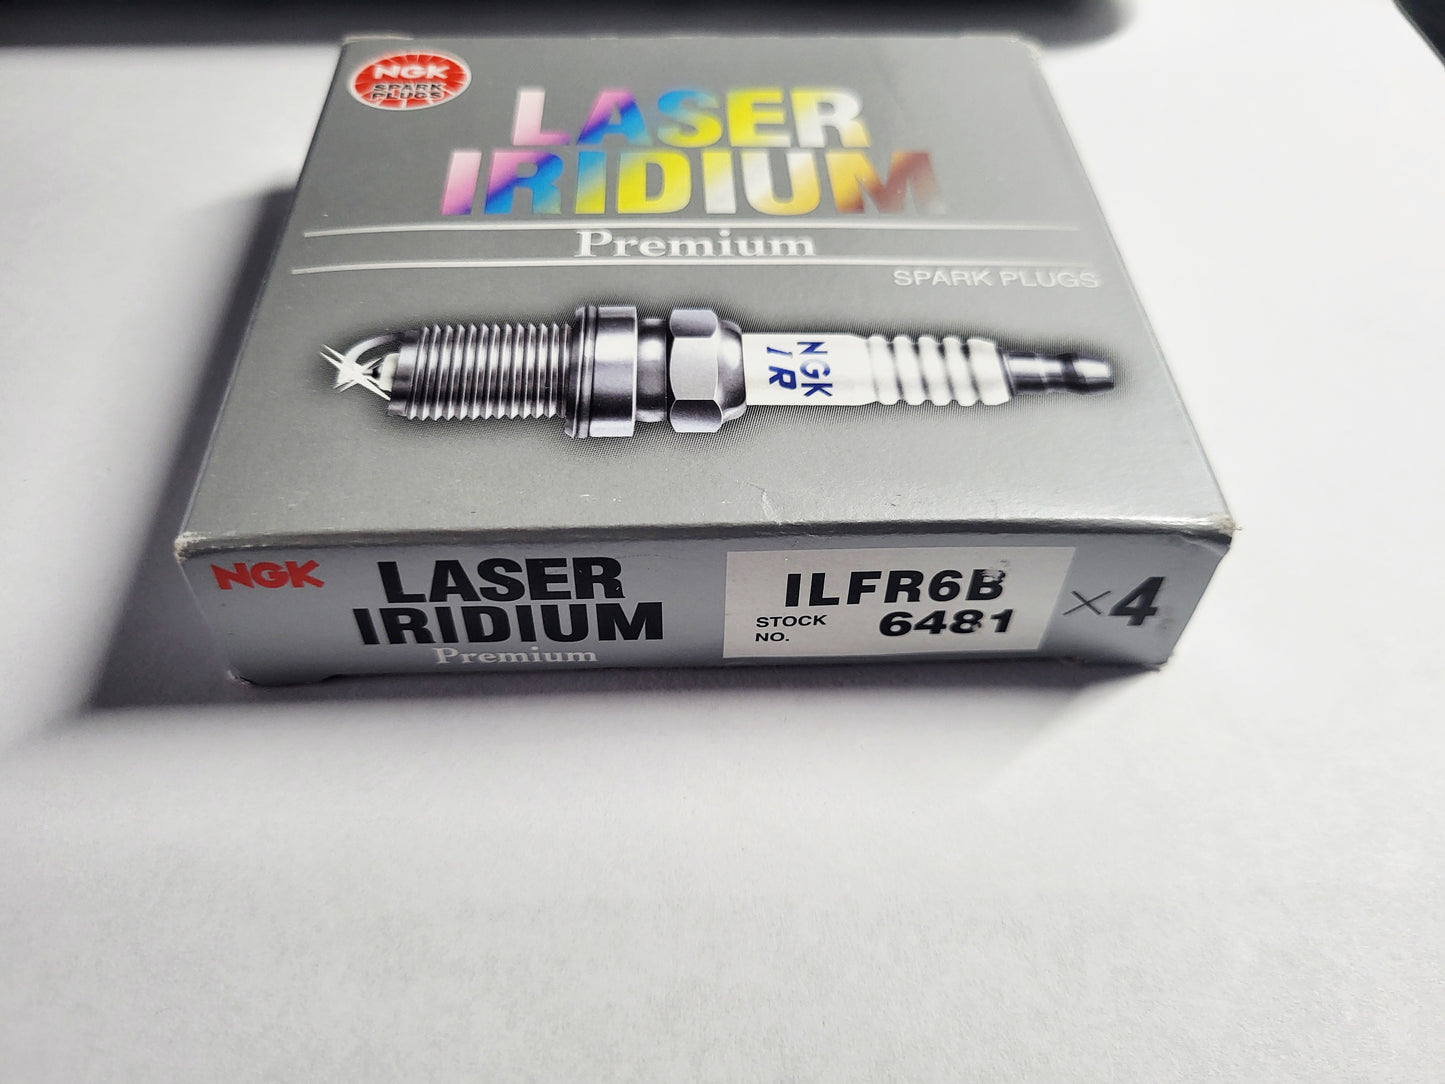 NGK
SPARK
PLUGS
LASER
IRIDIUM
Premium
SPARK PLUGS
NGK
IR
NGK
LASER
IRIDIUM
Premium
ILFR6B
STOCK NO. 6481
×4